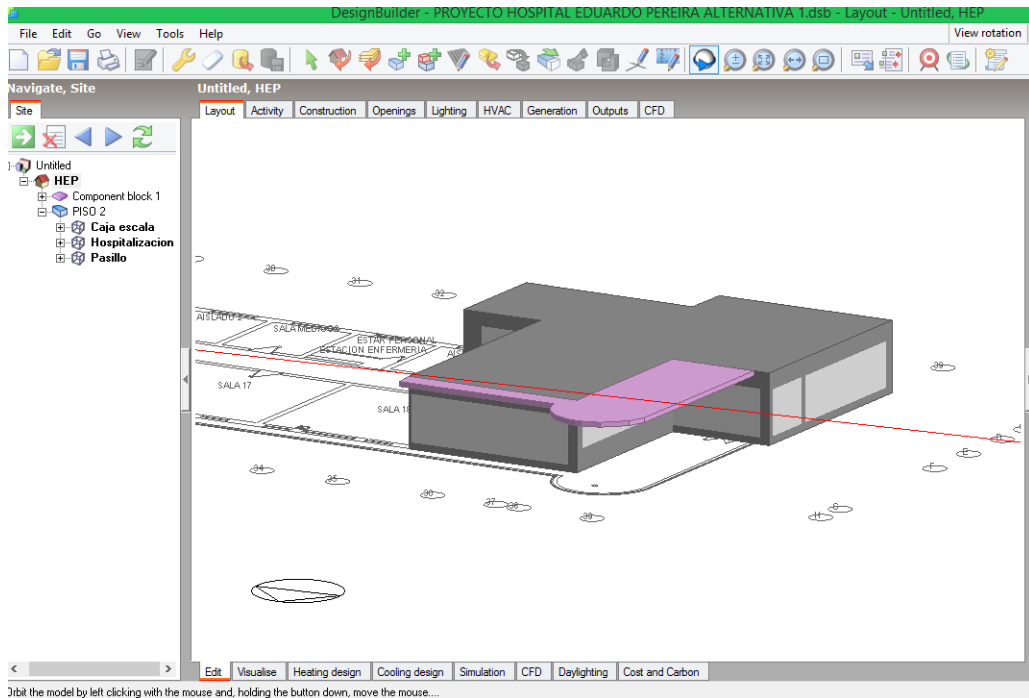 DesignBuilder - PROYECTO HOSPITAL EDUARDO PEREIRA ALTERNATIVA 1.dsb - Layout - Untitled, HEP
File Edit Go View Tools Help
View rotation
Navigate, Site
Untitled, HEP
Site
Layout Activity Construction Openings Lighting HVAC Generation Outputs CFD
Untitled
HEP
Component block 1
PISO 2
Caja escala
Hospitalizacion
Pasillo
30
31
32
SALA MEDICOS
ESTAR PERSONAL
ESTACION ENFERMERIA
SALA 17
SALA 18
39
E
F
G
H
34
35
36
37
38
39
Edit Visualise Heating design Cooling design Simulation CFD Daylighting Cost and Carbon
Orbit the model by left clicking with the mouse and, holding the button down, move the mouse....